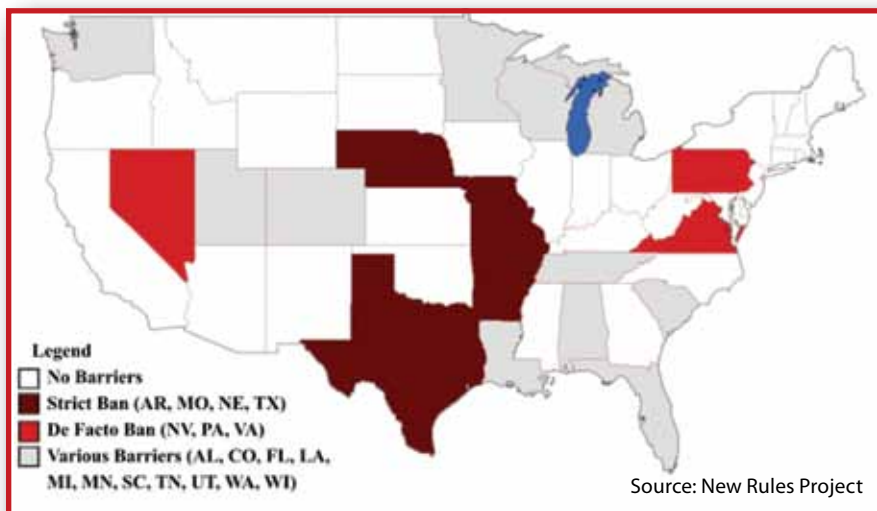 Legend
No Barriers
Strict Ban (AR, MO, NE, TX)
De Facto Ban (NV, PA, VA)
Various Barriers (AL, CO, FL, LA,
MI, MN, SC, TN, UT, WA, WI)
Source: New Rules Project